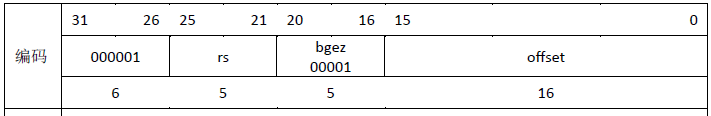 31 26 25 21 20 16 15 0
编码 000001 rs bgez 00001 offset
6 5 5 16